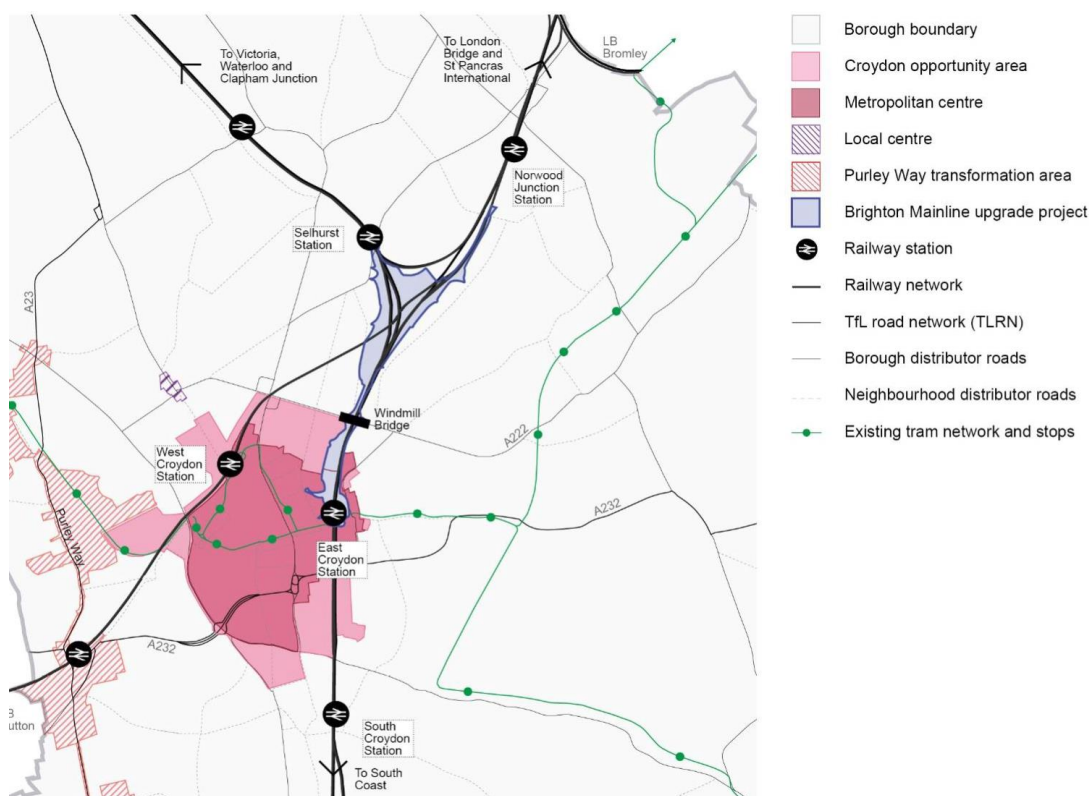 To Victoria,
Waterloo and
Clapham Junction
To London
Bridge and
St Pancras
International
LB
Bromley
Norwood
Junction
Station
Selhurst
Station
A23
Windmill
Bridge
A222
West
Croydon
Station
Purley Way
A232
East
Croydon
Station
A232
B
utton
South
Croydon
Station
To South
Coast
Borough boundary
Croydon opportunity area
Metropolitan centre
Local centre
Purley Way transformation area
Brighton Mainline upgrade project
Railway station
Railway network
TfL road network (TLRN)
Borough distributor roads
Neighbourhood distributor roads
Existing tram network and stops